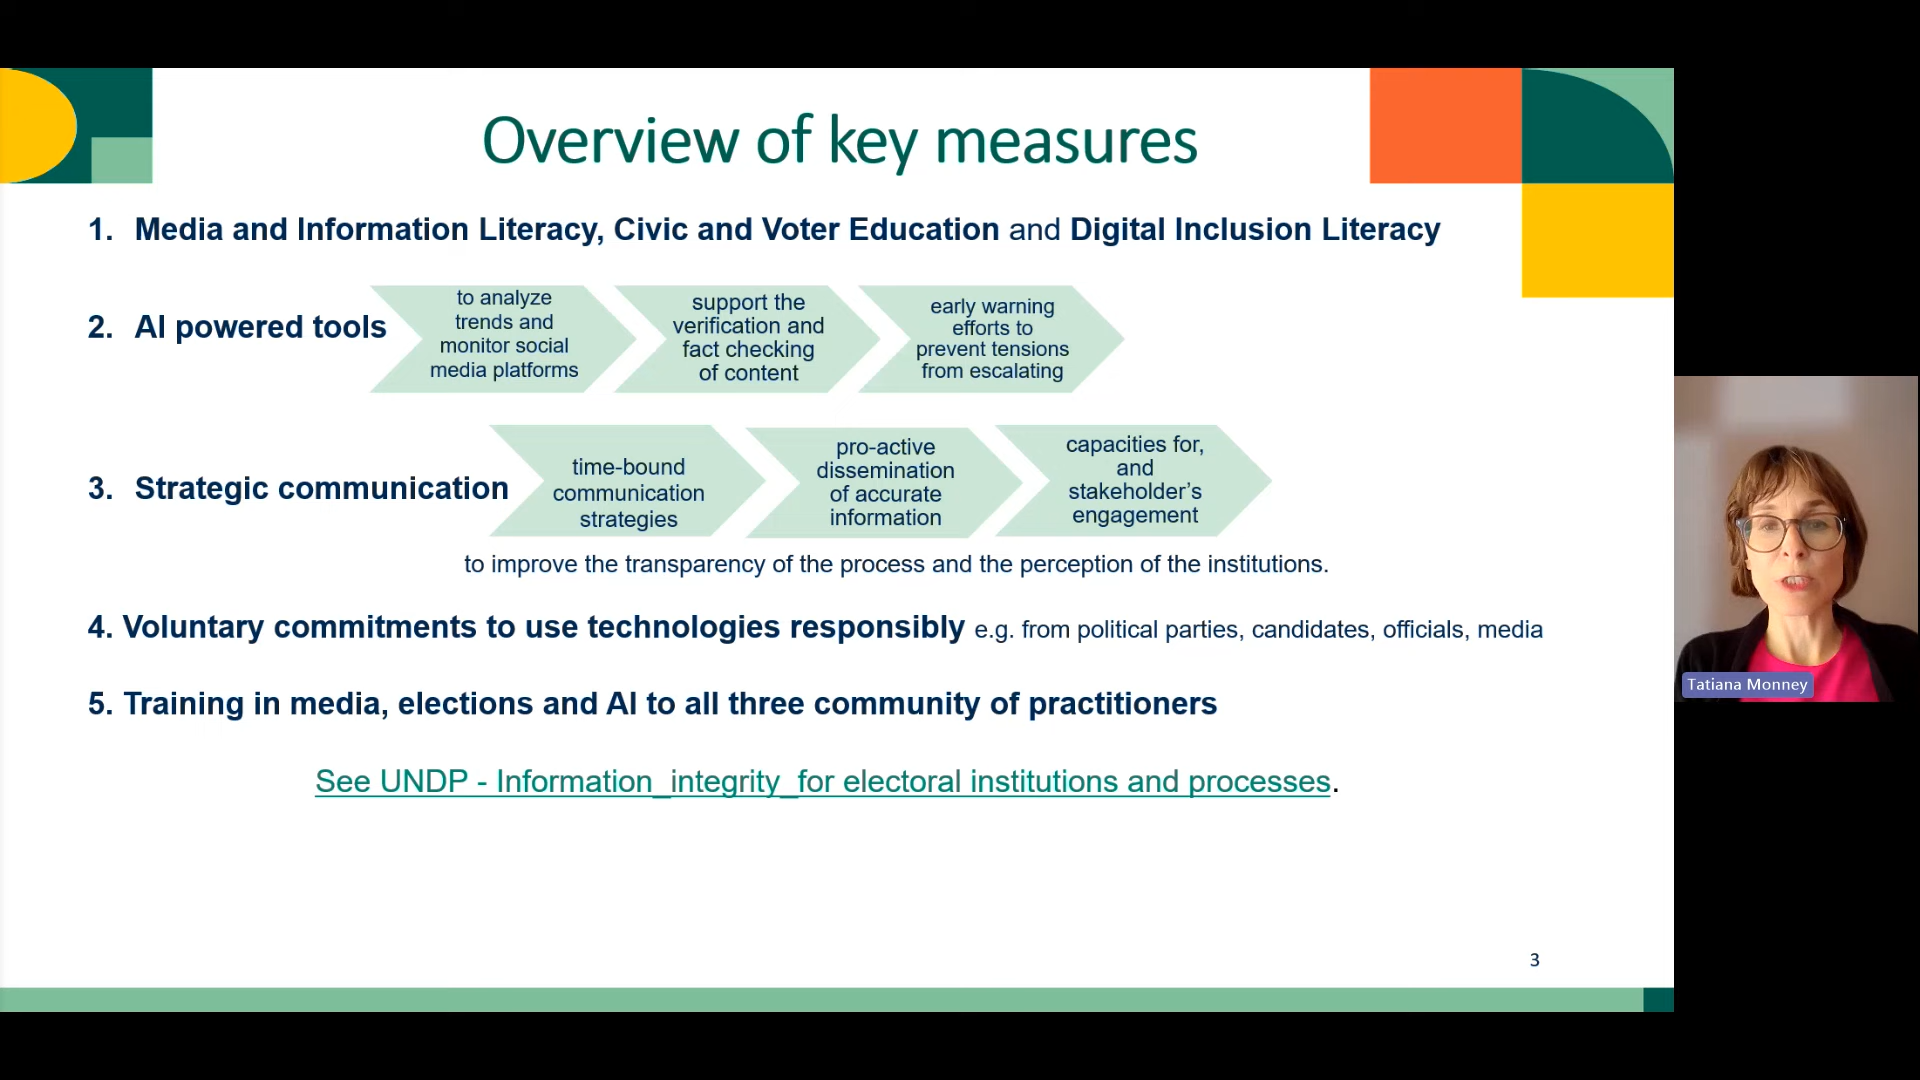 Overview of key measures
1. Media and Information Literacy, Civic and Voter Education and Digital Inclusion Literacy
2. AI powered tools
to analyze
trends and
monitor social
media platforms
support the
verification and
fact checking
of content
early warning
efforts to
prevent tensions
from escalating
3. Strategic communication
time-bound
communication
strategies
pro-active
dissemination
of accurate
information
capacities for,
and
stakeholder’s
engagement
to improve the transparency of the process and the perception of the institutions.
4. Voluntary commitments to use technologies responsibly e.g. from political parties, candidates, officials, media
5. Training in media, elections and AI to all three community of practitioners
See UNDP - Information_integrity_for electoral institutions and processes.
3
Tatiana Monney